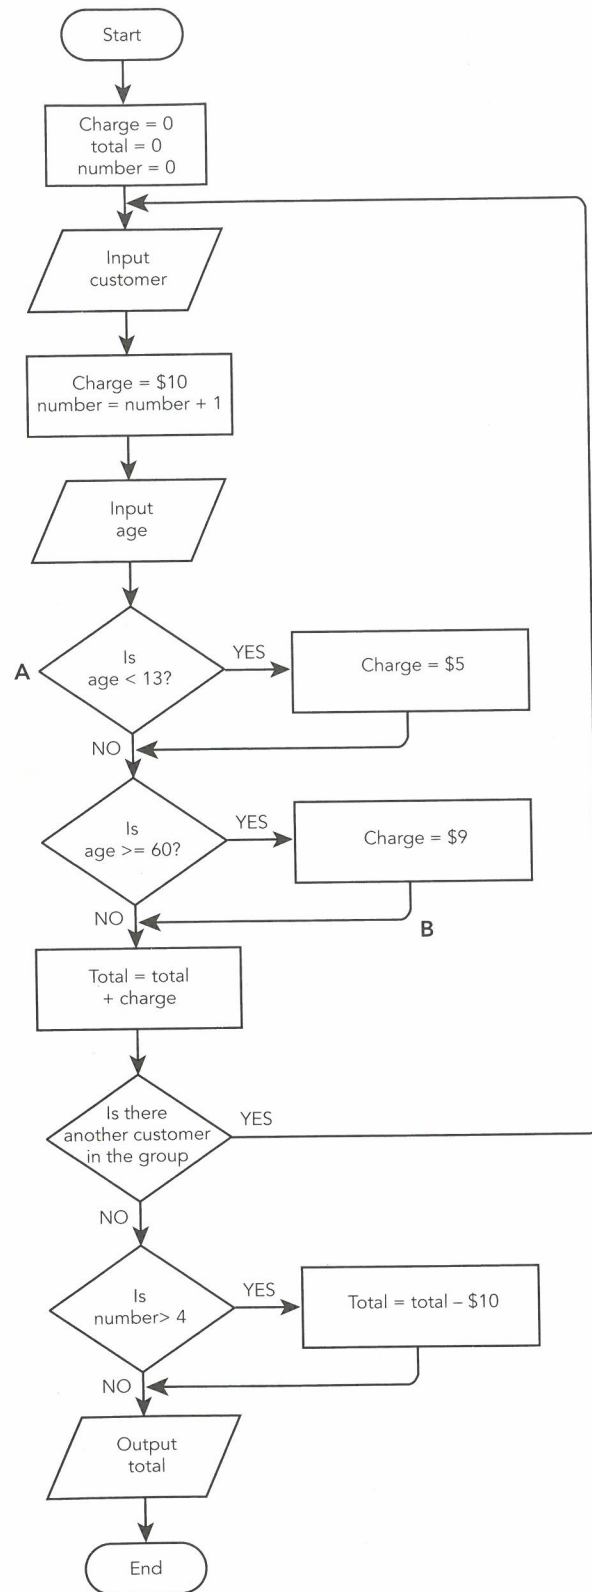 Start
Charge = 0
total = 0
number = 0
Input
customer
Charge = $10
number = number + 1
Input
age
A
Is
age < 13?
YES
Charge = $5
NO
Is
age >= 60?
YES
Charge = $9
NO
B
Total = total
+ charge
Is there
another customer
in the group
YES
NO
Is
number> 4
YES
Total = total – $10
NO
Output
total
End